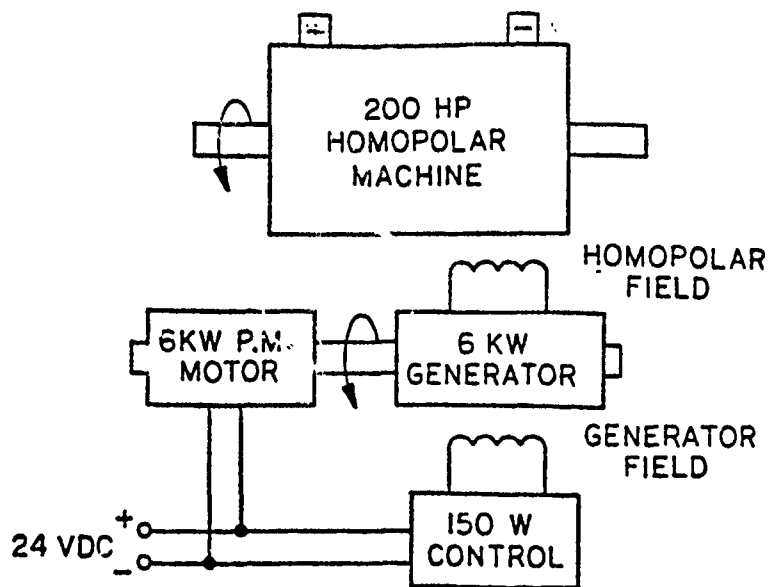 + −
200 HP
HOMOPOLAR
MACHINE
HOMOPOLAR
FIELD
6KW P.M.
MOTOR
6 KW
GENERATOR
GENERATOR
FIELD
24 VDC
+
−
150 W
CONTROL